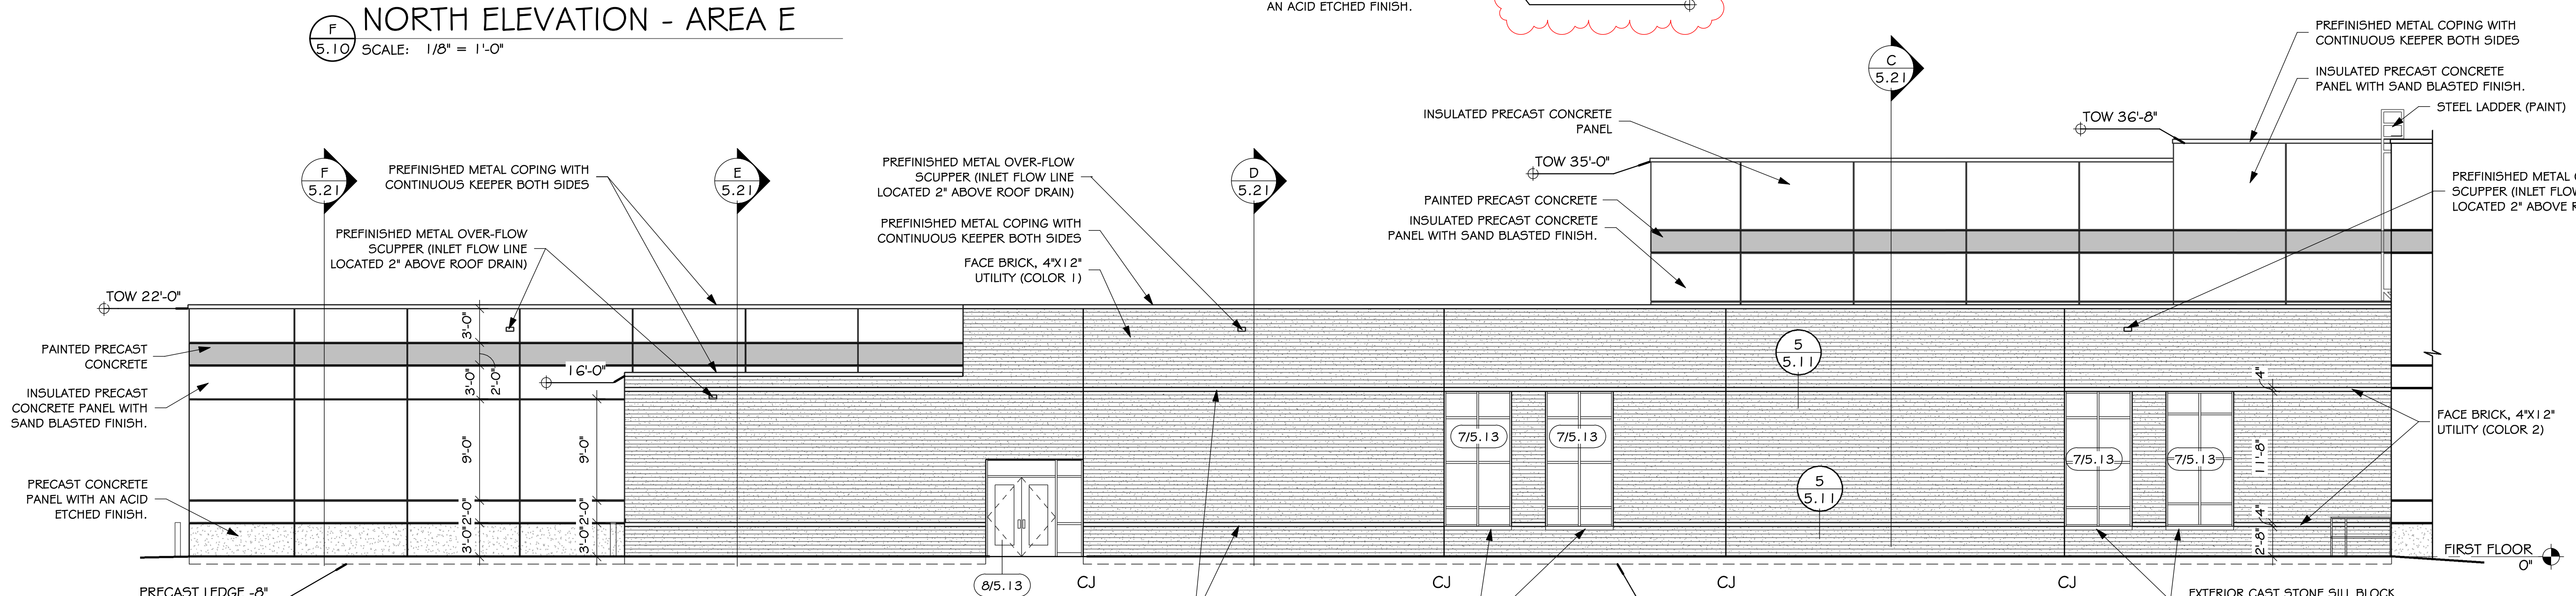 F
5.10
NORTH ELEVATION - AREA E
SCALE: 1/8" = 1'-0"
AN ACID ETCHED FINISH.
PREFINISHED METAL COPING WITH
CONTINUOUS KEEPER BOTH SIDES
INSULATED PRECAST CONCRETE
PANEL WITH SAND BLASTED FINISH.
STEEL LADDER (PAINT)
C
5.21
TOW 36'-8"
INSULATED PRECAST CONCRETE
PANEL
TOW 35'-0"
PAINTED PRECAST CONCRETE
INSULATED PRECAST CONCRETE
PANEL WITH SAND BLASTED FINISH.
F
5.21
PREFINISHED METAL COPING WITH
CONTINUOUS KEEPER BOTH SIDES
E
5.21
PREFINISHED METAL OVER-FLOW
SCUPPER (INLET FLOW LINE
LOCATED 2" ABOVE ROOF DRAIN)
D
5.21
PREFINISHED METAL
SCUPPER (INLET
LOCATED 2" ABOVE
PREFINISHED METAL OVER-FLOW
SCUPPER (INLET FLOW LINE
LOCATED 2" ABOVE ROOF DRAIN)
PREFINISHED METAL COPING WITH
CONTINUOUS KEEPER BOTH SIDES
FACE BRICK, 4"X12"
UTILITY (COLOR 1)
TOW 22'-0"
PAINTED PRECAST
CONCRETE
INSULATED PRECAST
CONCRETE PANEL WITH
SAND BLASTED FINISH.
PRECAST CONCRETE
PANEL WITH AN ACID
ETCHED FINISH.
3'-0"
2'-0"
3'-0"
9'-0"
2'-0"
3'-0"
9'-0"
2'-0"
3'-0"
16'-0"
5
5.11
5
5.11
7/5.13
7/5.13
7/5.13
7/5.13
4"
11'-8"
4"
2'-8"
FACE BRICK, 4"X12"
UTILITY (COLOR 2)
FIRST FLOOR
0"
8/5.13
CJ
CJ
CJ
CJ
PRECAST LEDGE -8"
EXTERIOR CAST STONE SILL BLOCK